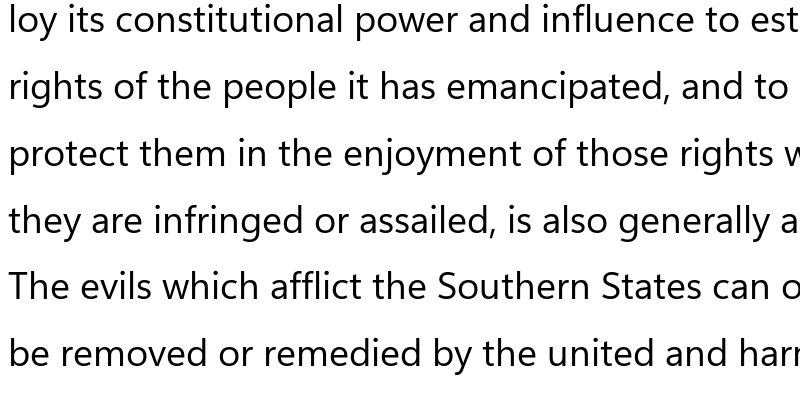 loy its constitutional power and influence to est
rights of the people it has emancipated, and to
protect them in the enjoyment of those rights w
they are infringed or assailed, is also generally a
The evils which afflict the Southern States can o
be removed or remedied by the united and harr